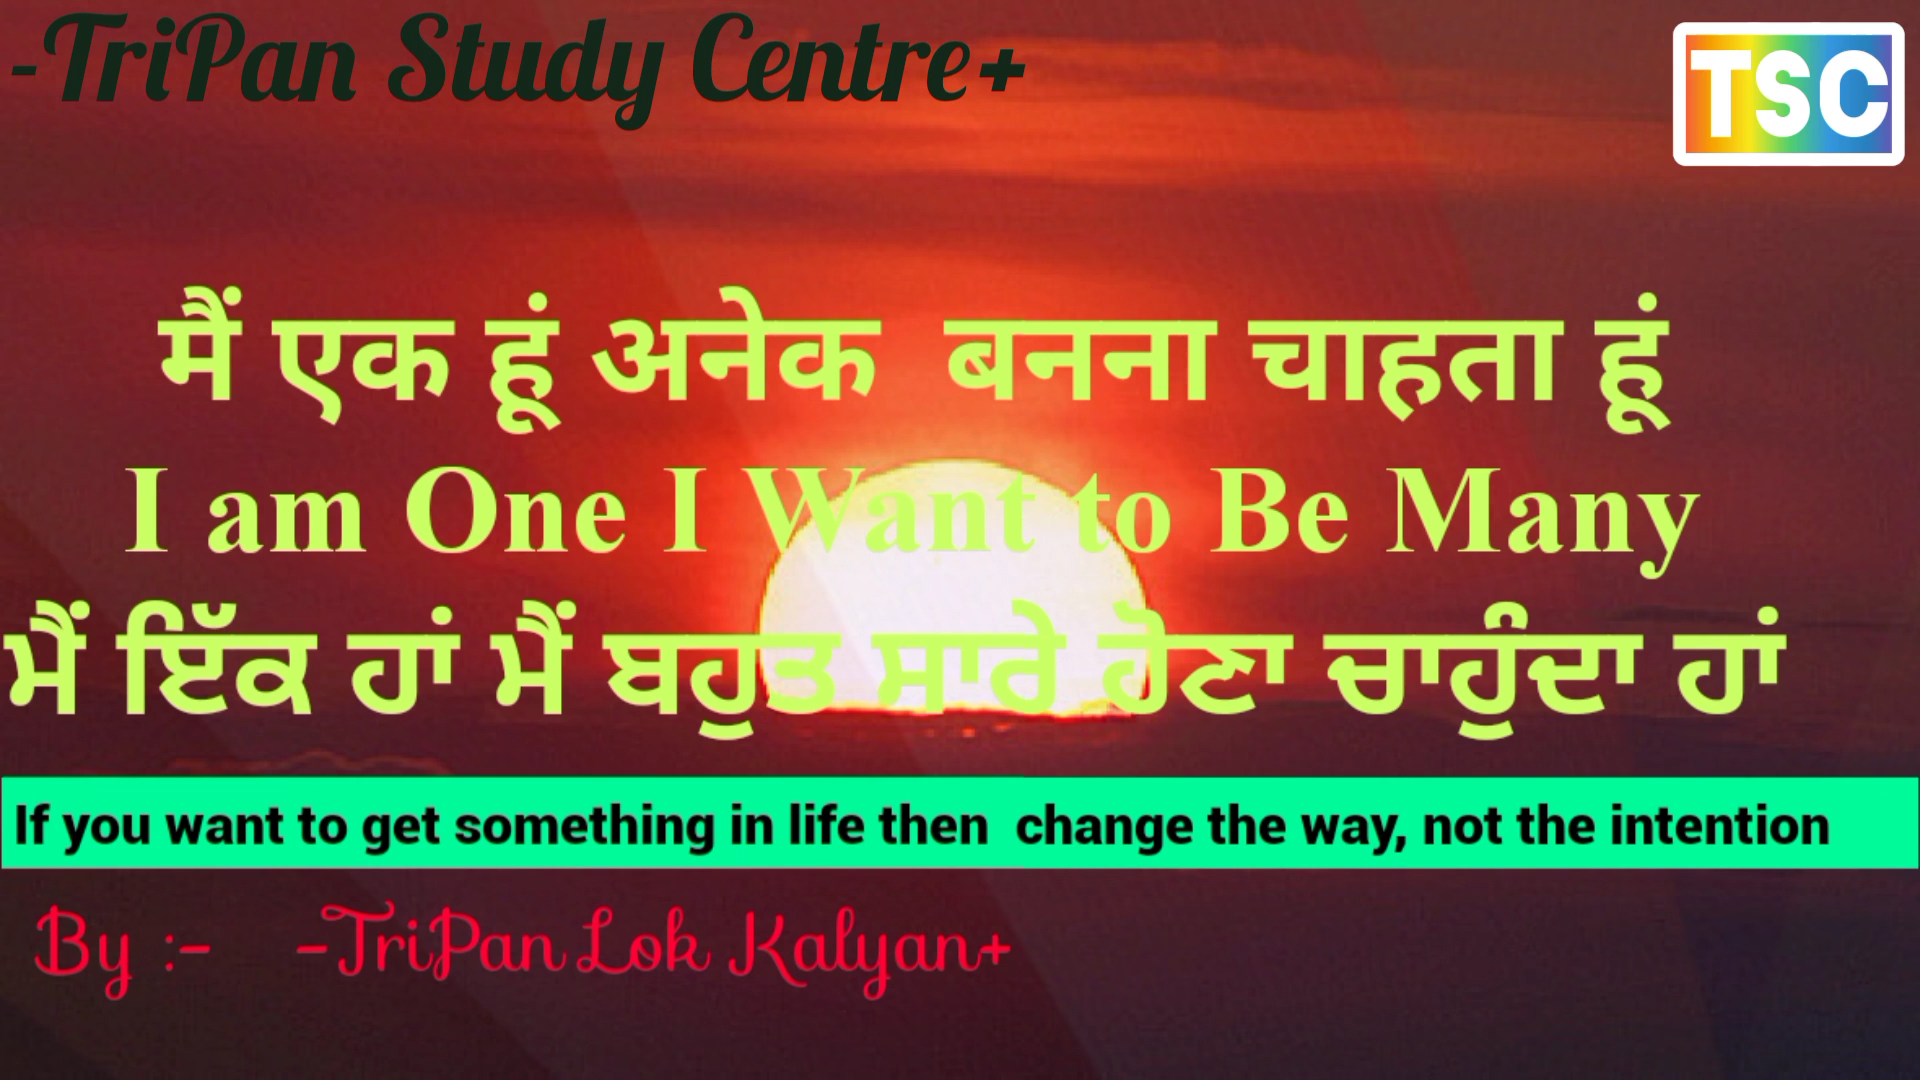 -TriPan Study Centre+
TSC
मैं एक हूं अनेक बनना चाहता हूं
I am One I Want to Be Many
ਮੈਂ ਇੱਕ ਹਾਂ ਮੈਂ ਬਹੁਤ ਸਾਰੇ ਹੋਣਾ ਚਾਹੁੰਦਾ ਹਾਂ
If you want to get something in life then change the way, not the intention
By :- -TriPan Lok Kalyan+